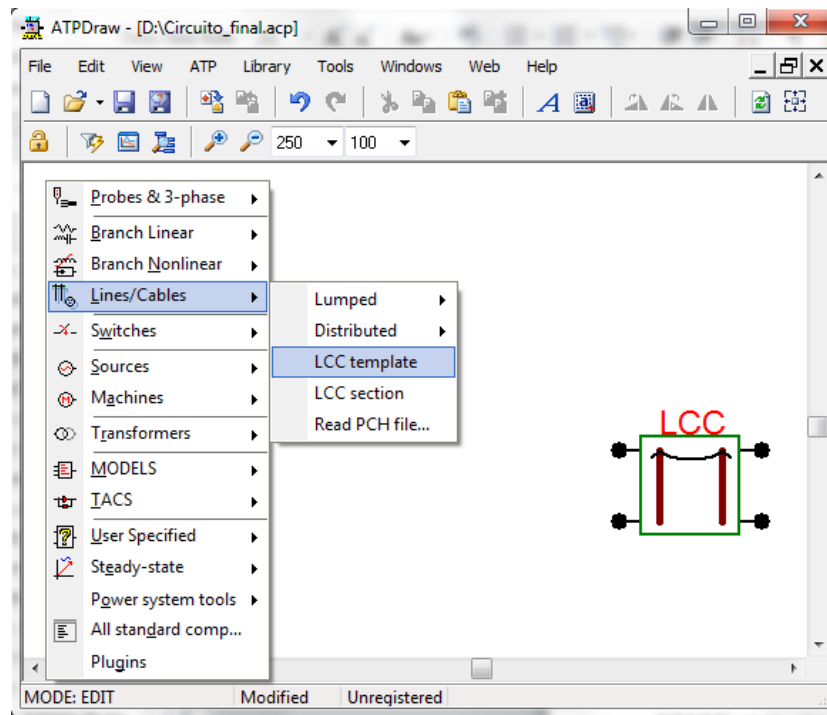 ATPDraw - [D:\Circuito_final.acp]
File Edit View ATP Library Tools Windows Web Help
250 100
Probes & 3-phase
Branch Linear
Branch Nonlinear
Lines/Cables
Switches
Sources
Machines
Transformers
MODELS
TACS
User Specified
Steady-state
Power system tools
All standard comp...
Plugins
Lumped
Distributed
LCC template
LCC section
Read PCH file...
LCC
MODE: EDIT Modified Unregistered